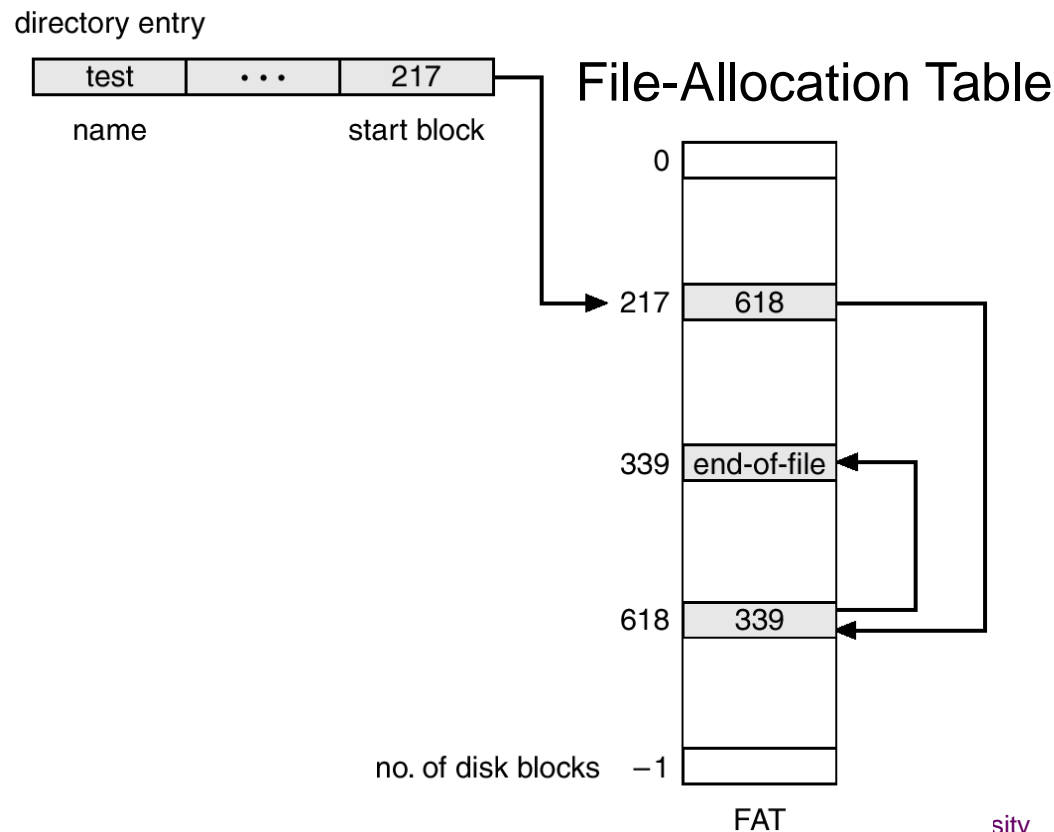 directory entry
test • • • 217
name start block
File-Allocation Table
0
217 618
339 end-of-file
618 339
no. of disk blocks −1
FAT
sity